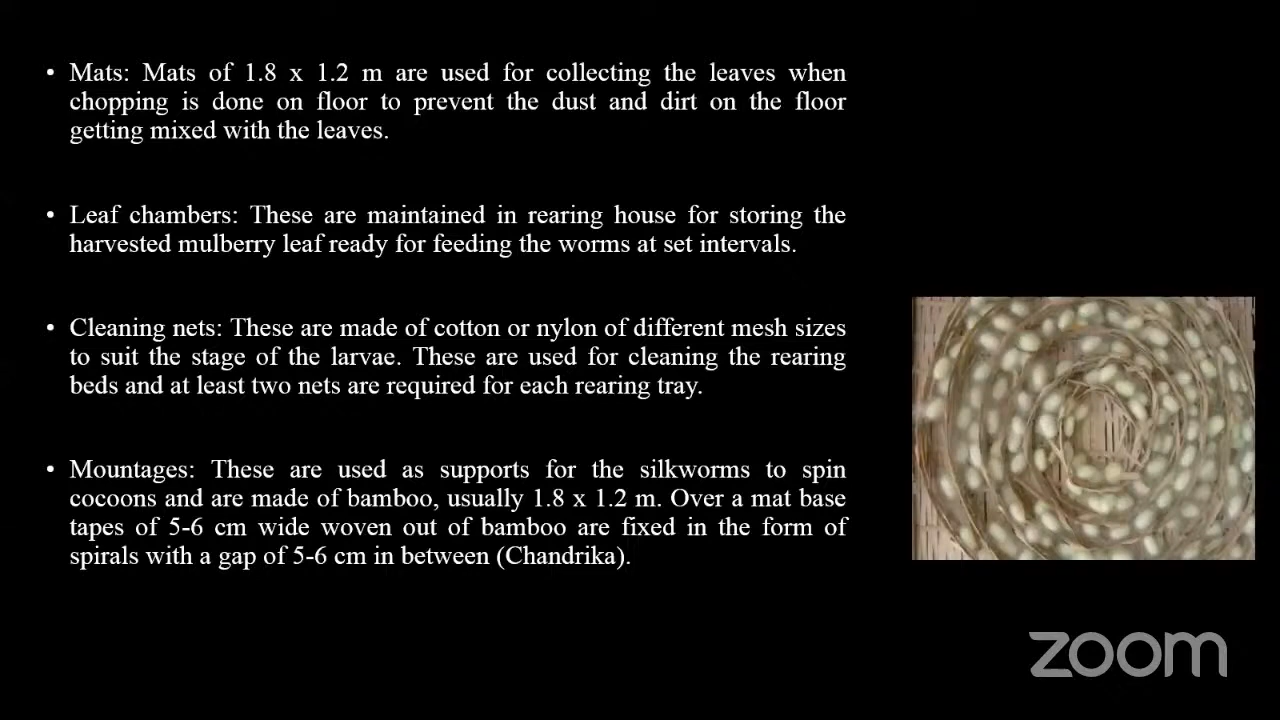 • Mats: Mats of 1.8 x 1.2 m are used for collecting the leaves when
chopping is done on floor to prevent the dust and dirt on the floor
getting mixed with the leaves.
• Leaf chambers: These are maintained in rearing house for storing the
harvested mulberry leaf ready for feeding the worms at set intervals.
• Cleaning nets: These are made of cotton or nylon of different mesh sizes
to suit the stage of the larvae. These are used for cleaning the rearing
beds and at least two nets are required for each rearing tray.
• Mountages: These are used as supports for the silkworms to spin
cocoons and are made of bamboo, usually 1.8 x 1.2 m. Over a mat base
tapes of 5-6 cm wide woven out of bamboo are fixed in the form of
spirals with a gap of 5-6 cm in between (Chandrika).
zoom